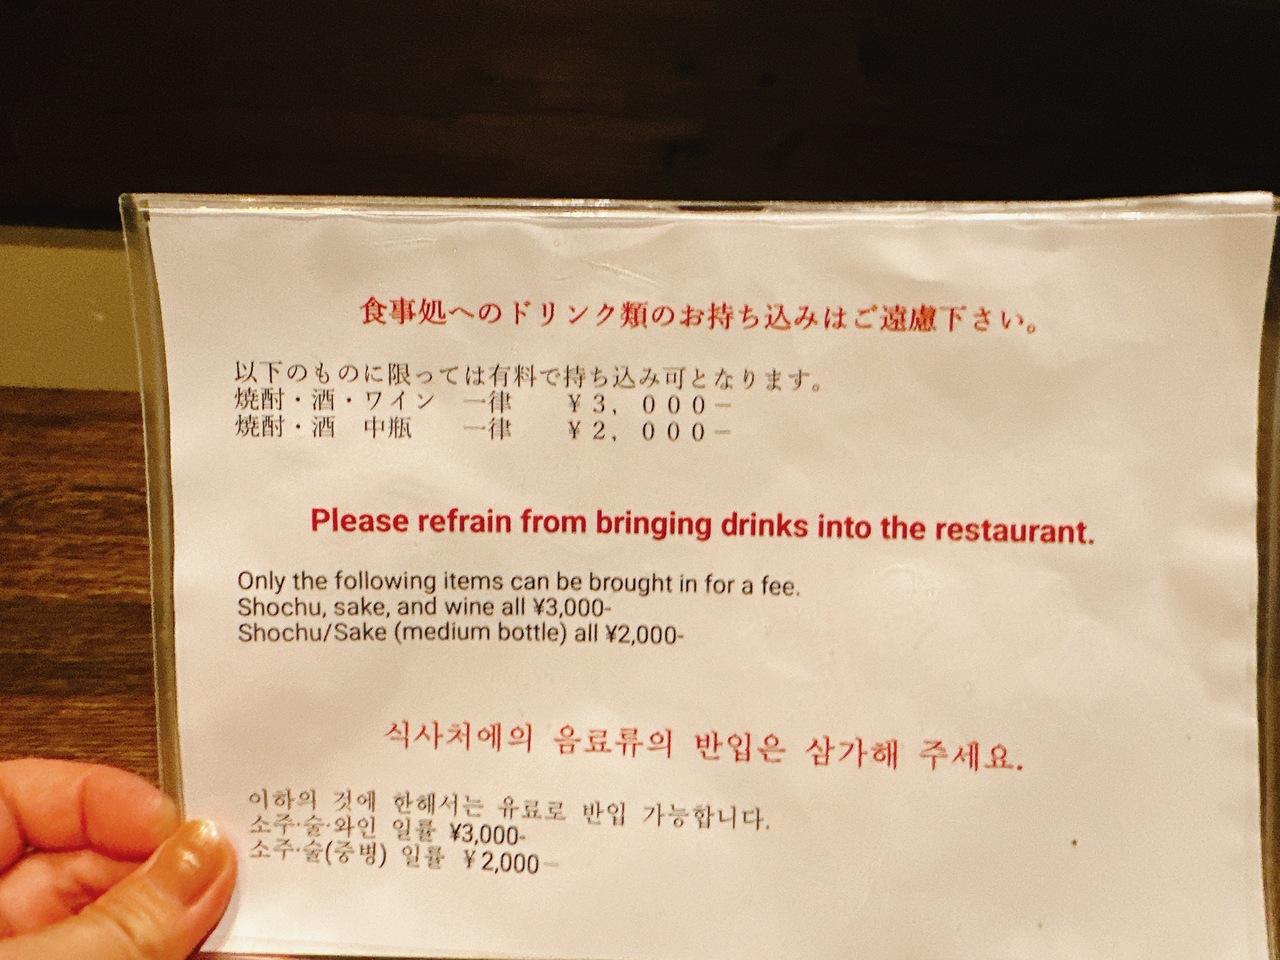 食事処へのドリンク類のお持ち込みはご遠慮下さい。
以下のものに限っては有料で持ち込み可となります。
焼酎・酒・ワイン　一律　　￥３，０００－
焼酎・酒　中瓶　　一律　　￥２，０００－
Please refrain from bringing drinks into the restaurant.
Only the following items can be brought in for a fee.
Shochu, sake, and wine all ¥3,000-
Shochu/Sake (medium bottle) all ¥2,000-
식사처에의 음료류의 반입은 삼가해 주세요.
이하의 것에 한해서는 유료로 반입 가능합니다.
소주·술·와인 일률 ¥3,000-
소주·술(중병) 일률 ￥2,000－